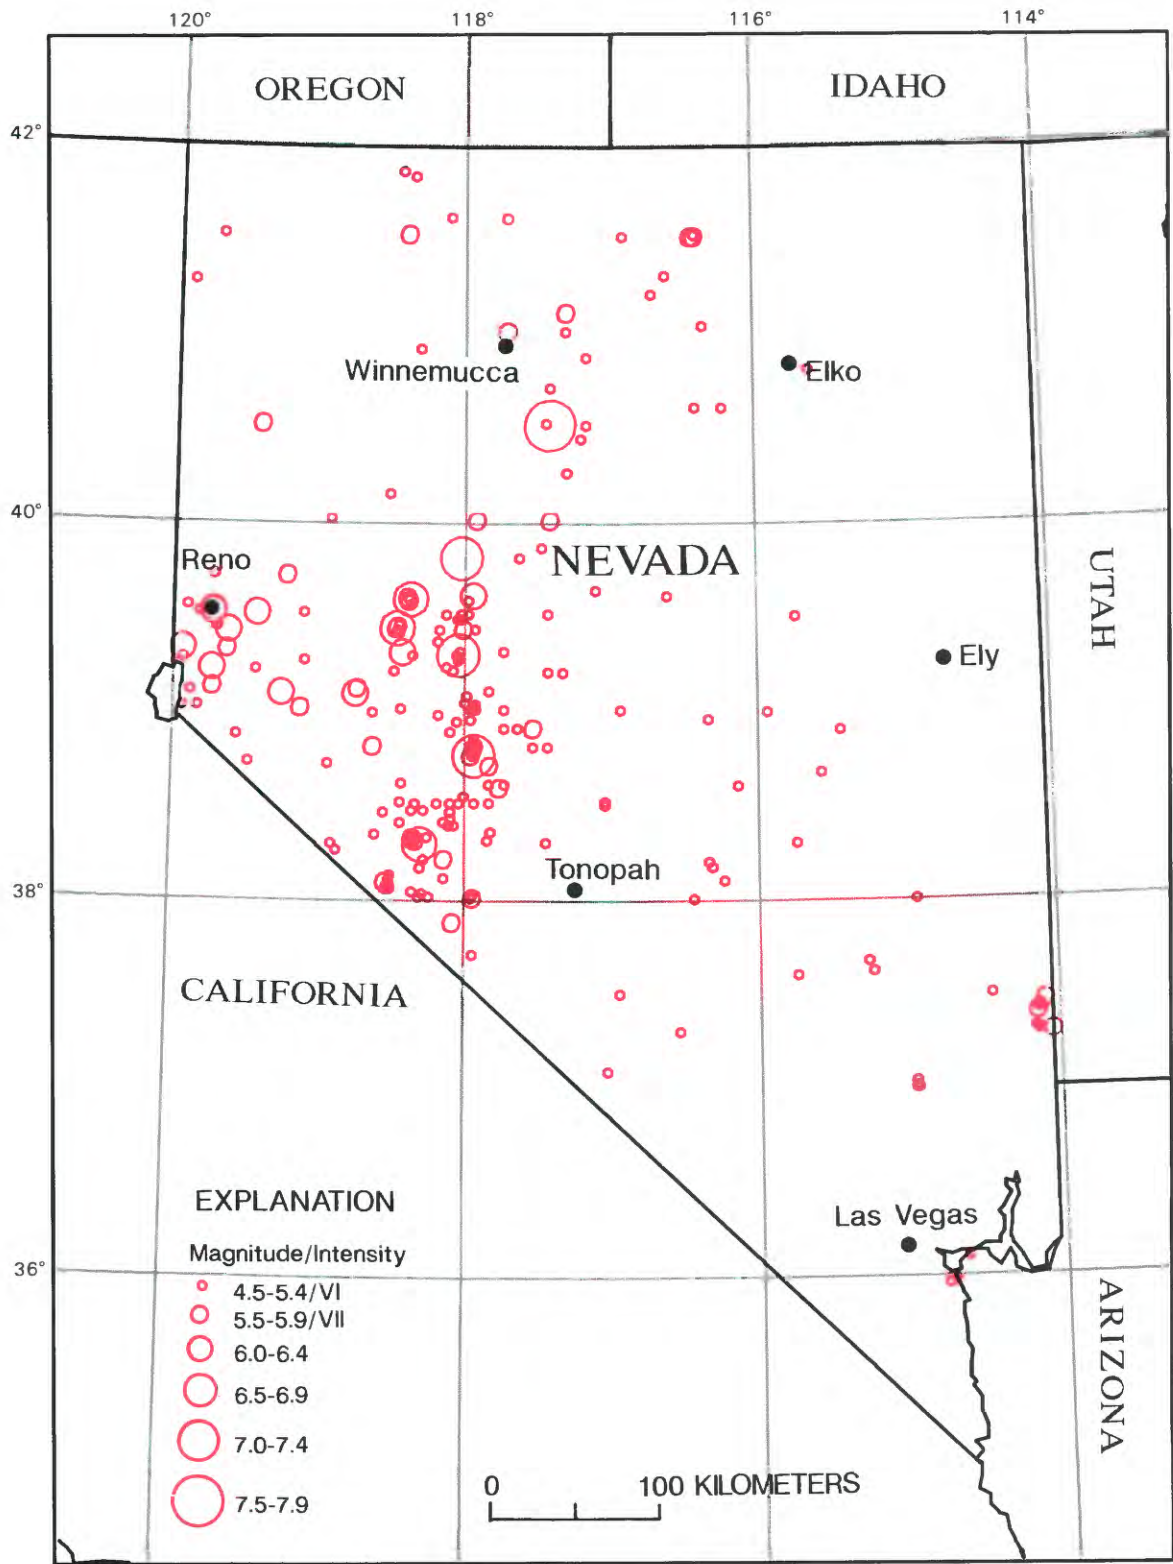 120° 118° 116° 114°
OREGON IDAHO
42°
Winnemucca
Elko
40°
Reno
NEVADA
UTAH
Ely
Tonopah
38°
CALIFORNIA
EXPLANATION
Las Vegas
Magnitude/Intensity
36°
4.5-5.4/VI
5.5-5.9/VII
6.0-6.4
6.5-6.9
7.0-7.4
7.5-7.9
ARIZONA
0 100 KILOMETERS